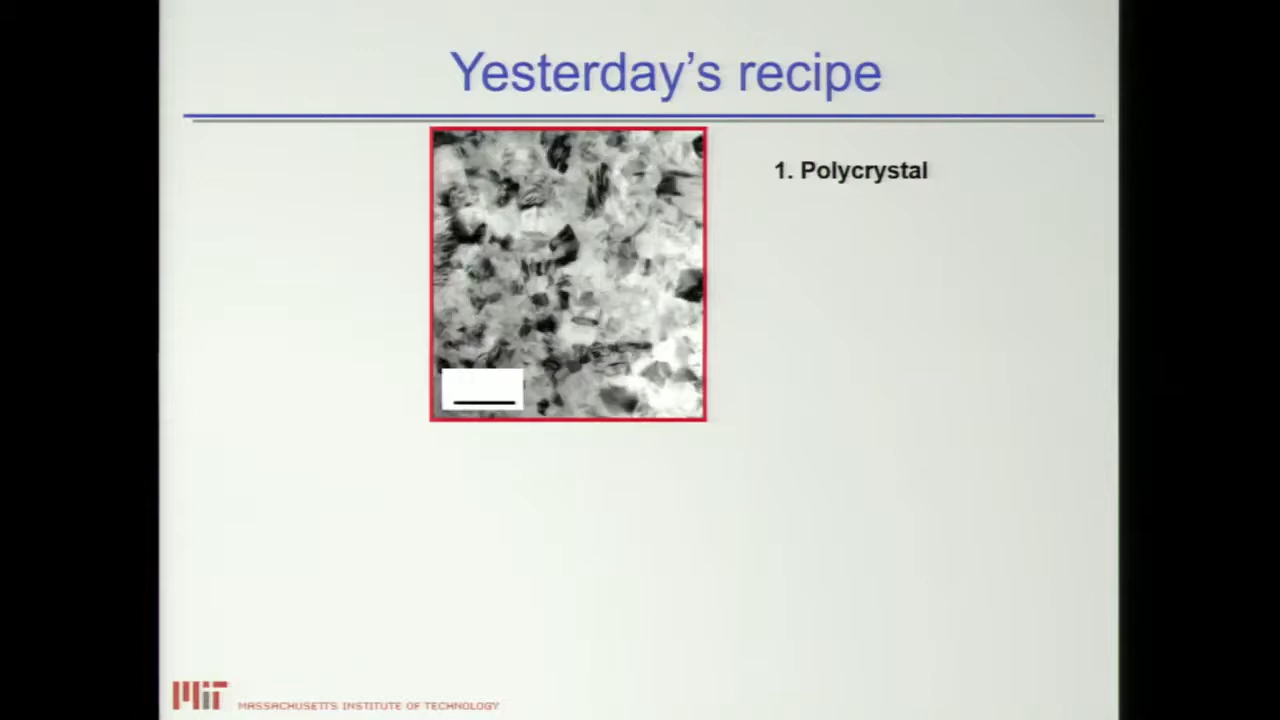 Yesterday's recipe
1. Polycrystal
MIT
MASSACHUSETTS INSTITUTE OF TECHNOLOGY